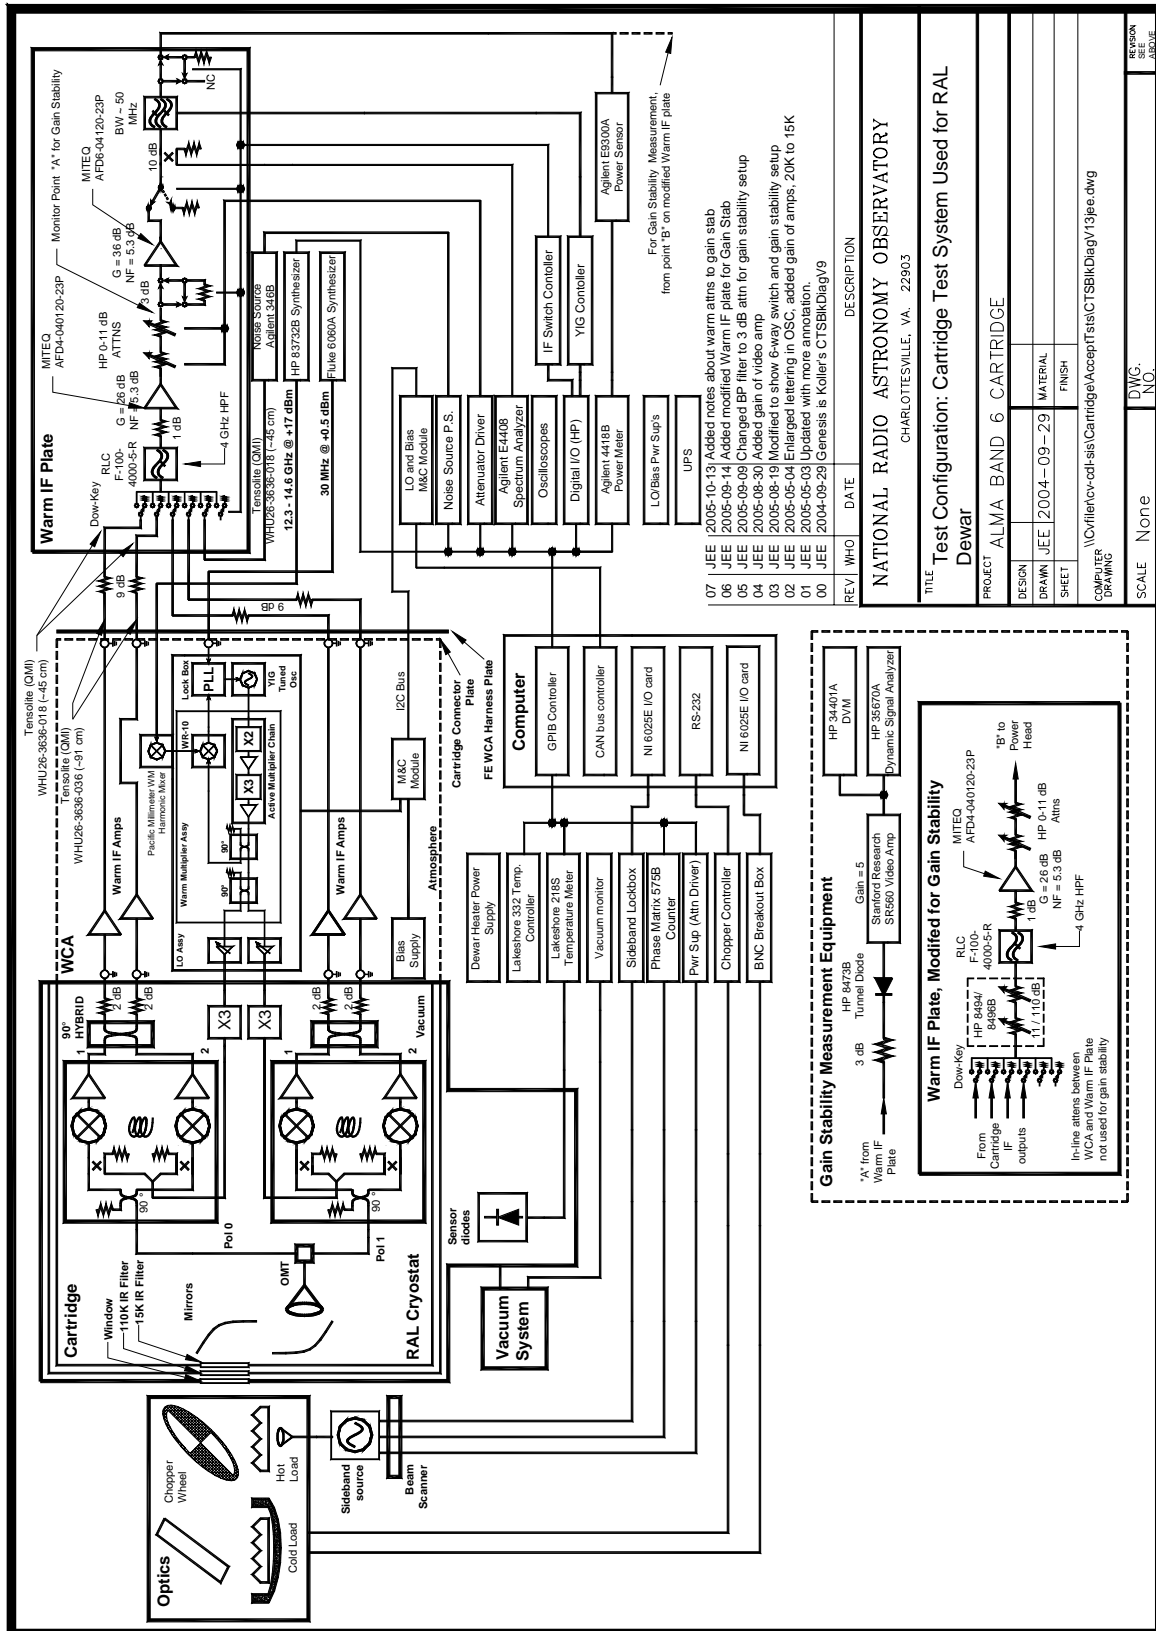 Optics
Chopper
Wheel
Cold Load
Hot
Load
Sideband
source
Beam
Scanner
Cartridge
Window
110K IR Filter
15K IR Filter
Mirrors
OMT
RAL Cryostat
Pol 0
Pol 1
90°
90°
90°
HYBRID
1
2
1
2
2 dB
2 dB
2 dB
2 dB
X3
X3
Vacuum
Vacuum
System
Sensor
diodes
WCA
Warm IF Amps
Warm IF Amps
Atmosphere
LO Assy
Warm Multiplier Assy
90°
90°
X3
X2
Active Multiplier Chain
WR-10
Pacific Millimeter WM
Harmonic Mixer
Lock Box
PLL
YIG
Tuned
Osc
Bias
Supply
M&C
Module
I2C Bus
Cartridge Connector
Plate
FE WCA Harness Plate
Tensolite (QMI)
WHU26-3636-018 (~45 cm)
Tensolite (QMI)
WHU26-3636-036 (~91 cm)
9 dB
9 dB
Warm IF Plate
Dow-Key
RLC
F-100-
4000-5-R
4 GHz HPF
1 dB
MITEQ
AFD4-040120-23P
G = 26 dB
NF = 5.3 dB
HP 0-11 dB
ATTNS
3 dB
Monitor Point "A" for Gain Stability
MITEQ
AFD6-04120-23P
G = 36 dB
NF = 5.3 dB
10 dB
BW ~ 50
MHz
NC
Tensolite (QMI)
WHU26-3636-018 (~45 cm)
12.3 - 14.6 GHz @ +17 dBm
30 MHz @ +0.5 dBm
Noise Source
Agilent 346B
HP 83732B Synthesizer
Fluke 6060A Synthesizer
LO and Bias
M&C Module
Noise Source P.S.
Attenuator Driver
Agilent E4408
Spectrum Analyzer
Oscilloscopes
Digital I/O (HP)
Agilent 4418B
Power Meter
IF Switch Contoller
YIG Contoller
Agilent E9300A
Power Sensor
LO/Bias Pwr Sup's
UPS
For Gain Stability Measurement,
from point "B" on modified Warm IF plate
Computer
GPIB Controller
CAN bus controller
NI 6025E I/O card
RS-232
NI 6025E I/O card
Dewar Heater Power
Supply
Lakeshore 332 Temp.
Controller
Lakeshore 218S
Temperature Meter
Vacuum monitor
Sideband Lockbox
Phase Matrix 575B
Counter
Pwr Sup (Attn Driver)
Chopper Controller
BNC Breakout Box
Gain Stability Measurement Equipment
"A" from
Warm IF
Plate
3 dB
HP 8473B
Tunnel Diode
Gain = 5
Stanford Research
SR560 Video Amp
HP 34401A
DVM
HP 35670A
Dynamic Signal Analyzer
Warm IF Plate, Modifed for Gain Stability
Dow-Key
From
Cartridge
IF
outputs
HP 8494/
8496B
11 / 110 dB
RLC
F-100-
4000-5-R
4 GHz HPF
1 dB
MITEQ
AFD4-040120-23P
G = 26 dB
NF = 5.3 dB
HP 0-11 dB
Attns
"B" to
Power
Head
In-line attens between
WCA and Warm IF Plate
not used for gain stability
07 JEE 2005-10-13 Added notes about warm attns to gain stab
06 JEE 2005-09-14 Added modified Warm IF plate for Gain Stab
05 JEE 2005-09-09 Changed BP filter to 3 dB attn for gain stability setup
04 JEE 2005-08-30 Added gain of video amp
03 JEE 2005-08-19 Modified to show 6-way switch and gain stability setup
02 JEE 2005-05-04 Enlarged lettering in OSC, added gain of amps, 20K to 15K
01 JEE 2005-05-03 Updated with more annotation.
00 JEE 2004-09-29 Genesis is Koller's CTSBlkDiagV9
REV WHO DATE DESCRIPTION
NATIONAL RADIO ASTRONOMY OBSERVATORY
CHARLOTTESVILLE, VA. 22903
TITLE Test Configuration: Cartridge Test System Used for RAL
Dewar
PROJECT ALMA BAND 6 CARTRIDGE
DESIGN
DRAWN JEE 2004-09-29 MATERIAL
SHEET FINISH
COMPUTER
DRAWING
\\Cvfiler\cv-cdl-sis\Cartridge\AcceptTsts\CTSBlkDiagV13jee.dwg
SCALE None
DWG.
NO.
REVISION
SEE
ABOVE